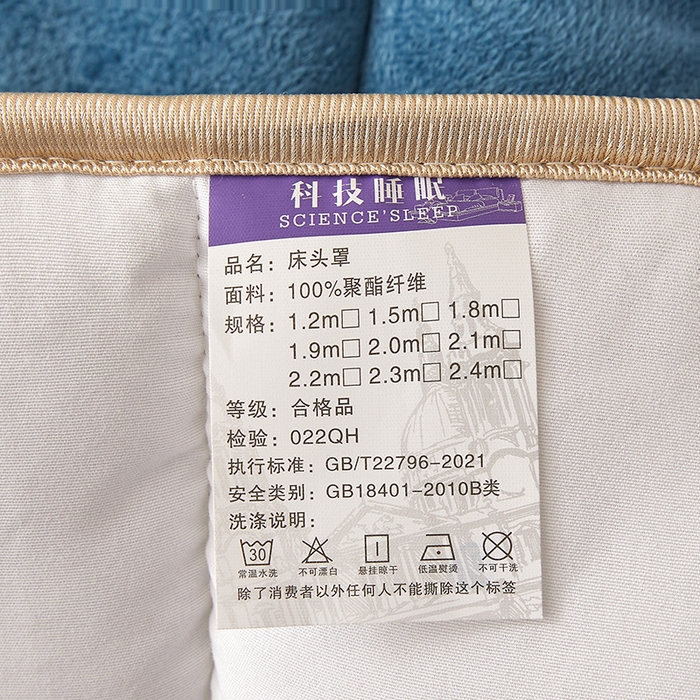 科技睡眠
SCIENCE'SLEEP
品名：床头罩
面料：100%聚酯纤维
规格：1.2m□ 1.5m□ 1.8m□
1.9m□ 2.0m□ 2.1m□
2.2m□ 2.3m□ 2.4m□
等级：合格品
检验：022QH
执行标准：GB/T22796-2021
安全类别：GB18401-2010B类
洗涤说明：
30
常温水洗 不可漂白 悬挂晾干 低温熨烫 不可干洗
除了消费者以外任何人不能撕除这个标签